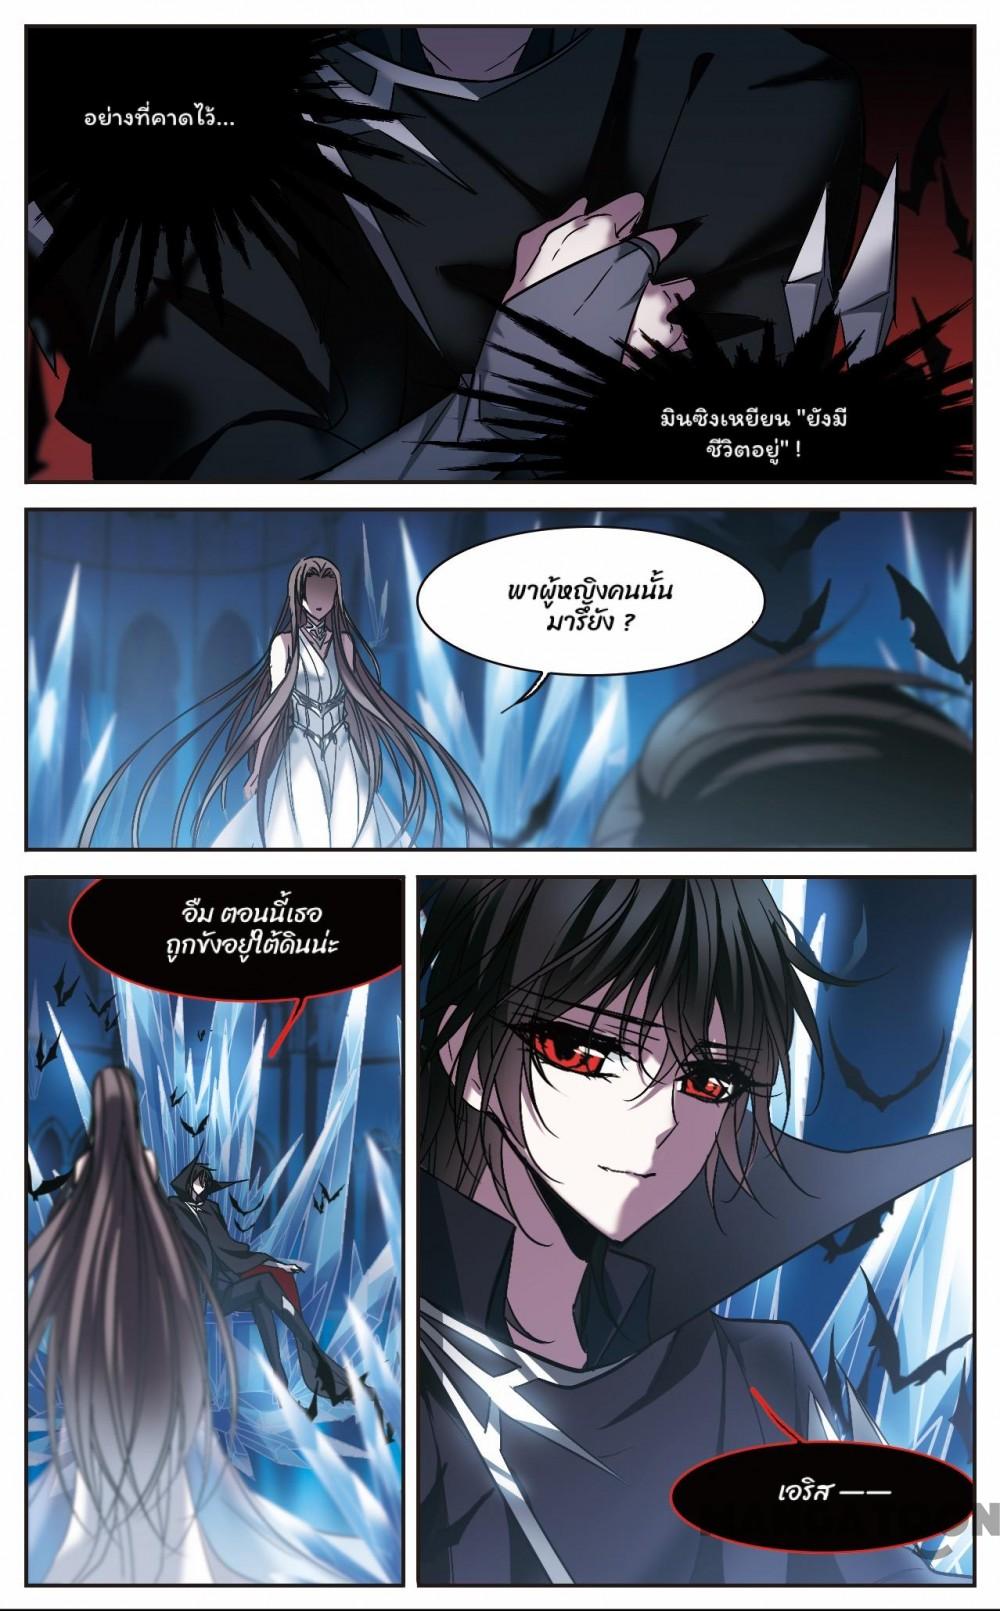 อย่างที่คาดไว้...
มินซิงเหยียน "ยังมี
ชีวิตอยู่" !
พาผู้หญิงคนนั้น
มารึยัง ?
อืม ตอนนี้เธอ
ถูกขังอยู่ใต้ดินน่ะ
เอริส ——
MANGATOON